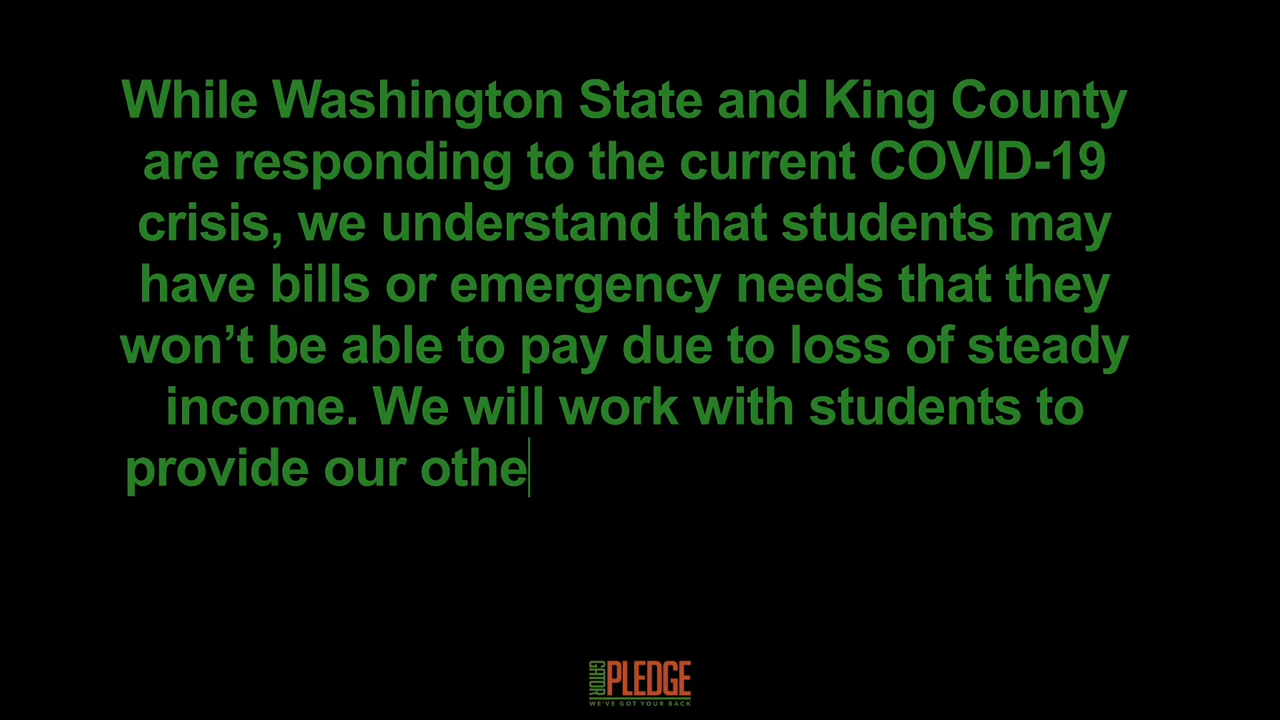 While Washington State and King County
are responding to the current COVID-19
crisis, we understand that students may
have bills or emergency needs that they
won’t be able to pay due to loss of steady
income. We will work with students to
provide our othe
GATOR
PLEDGE
WE'VE GOT YOUR BACK